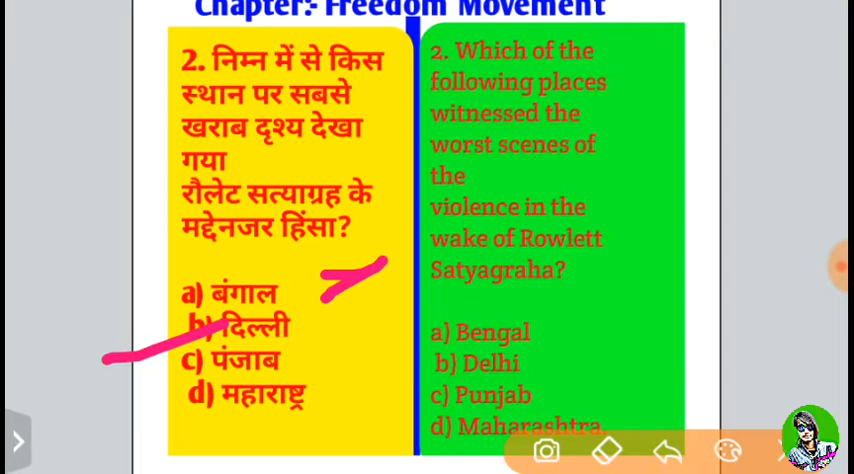 Chapter:- Freedom Movement
2. निम्न में से किस
स्थान पर सबसे
खराब दृश्य देखा
गया
रौलेट सत्याग्रह के
मद्देनजर हिंसा?
a) बंगाल
b) दिल्ली
c) पंजाब
d) महाराष्ट्र
2. Which of the
following places
witnessed the
worst scenes of
the
violence in the
wake of Rowlett
Satyagraha?
a) Bengal
b) Delhi
c) Punjab
d) Maharashtra